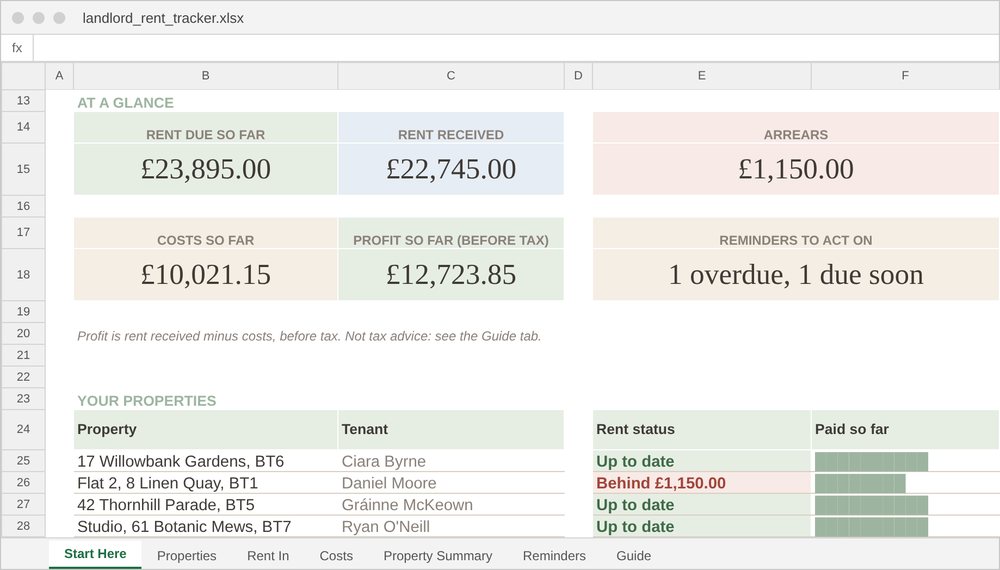 landlord_rent_tracker.xlsx
fx
A B C D E F
13 AT A GLANCE
14 RENT DUE SO FAR RENT RECEIVED ARREARS
15 £23,895.00 £22,745.00 £1,150.00
16
17 COSTS SO FAR PROFIT SO FAR (BEFORE TAX) REMINDERS TO ACT ON
18 £10,021.15 £12,723.85 1 overdue, 1 due soon
19
20 Profit is rent received minus costs, before tax. Not tax advice: see the Guide tab.
21
22
23 YOUR PROPERTIES
24 Property Tenant Rent status Paid so far
25 17 Willowbank Gardens, BT6 Ciara Byrne Up to date
26 Flat 2, 8 Linen Quay, BT1 Daniel Moore Behind £1,150.00
27 42 Thornhill Parade, BT5 Gráinne McKeown Up to date
28 Studio, 61 Botanic Mews, BT7 Ryan O'Neill Up to date
Start Here Properties Rent In Costs Property Summary Reminders Guide